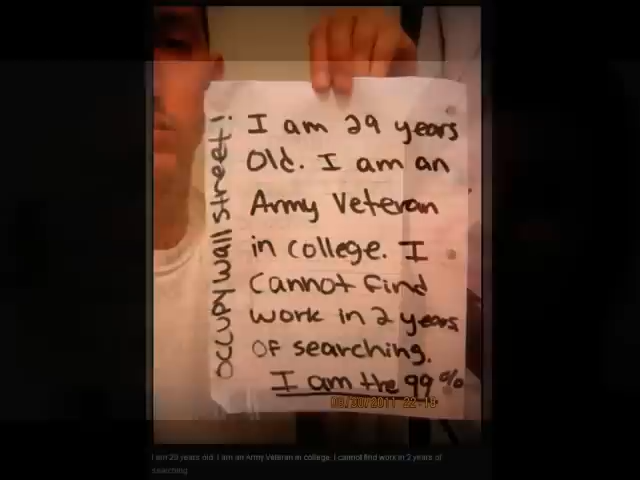 OCCUPY Wall Street!
I am 29 years
Old. I am an
Army Veteran
in college. I
Cannot find
work in 2 years
of searching.
I am the 99%
09/30/2011 22:18
I am 29 years old. I am an Army Veteran in college. I cannot find work in 2 years of
searching